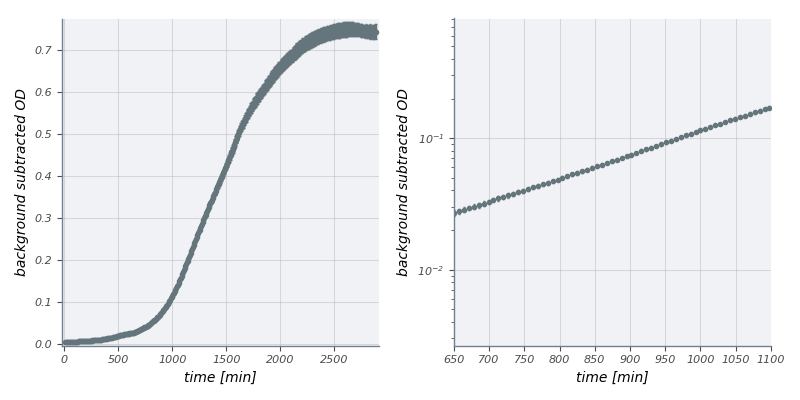 background subtracted OD
0.7
0.6
0.5
0.4
0.3
0.2
0.1
0.0
0 500 1000 1500 2000 2500
time [min]
background subtracted OD
10⁻¹
10⁻²
650 700 750 800 850 900 950 1000 1050 1100
time [min]